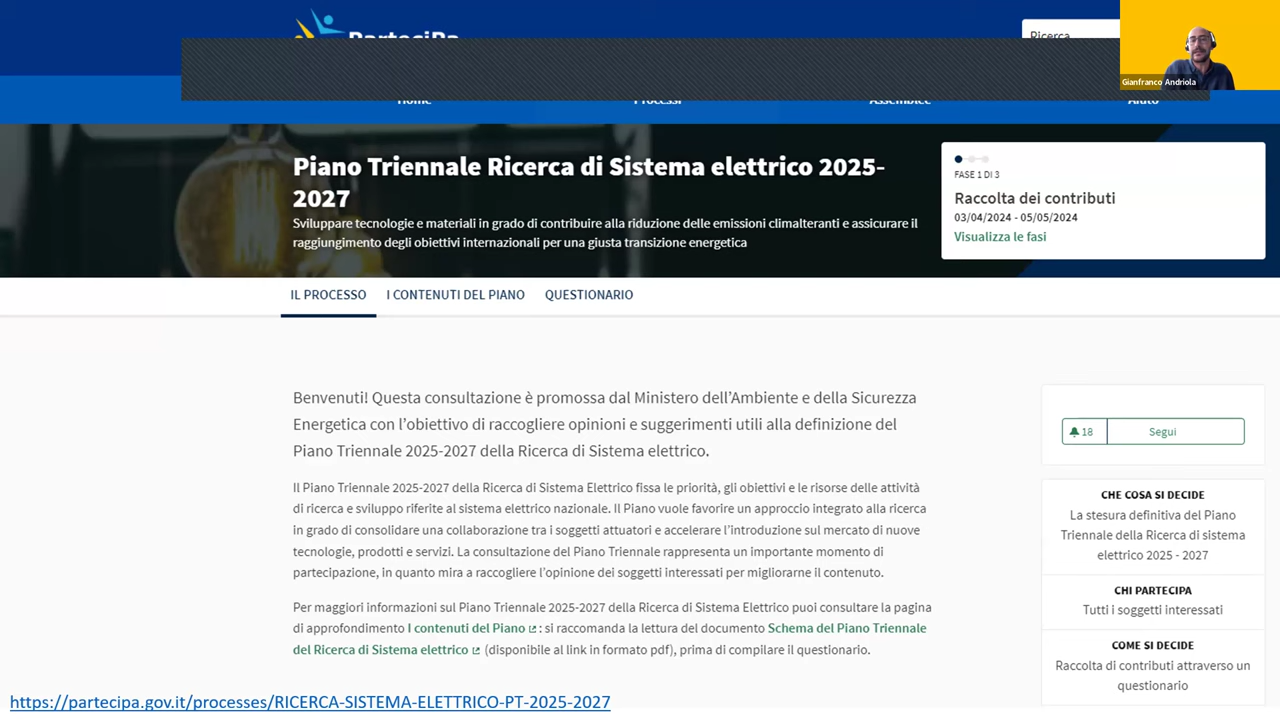 ParteciPa
Ricerca
Gianfranco Andriola
Home
Processi
Assemblee
Aiuto
Piano Triennale Ricerca di Sistema elettrico 2025-
2027
Sviluppare tecnologie e materiali in grado di contribuire alla riduzione delle emissioni climalteranti e assicurare il
raggiungimento degli obiettivi internazionali per una giusta transizione energetica
FASE 1 DI 3
Raccolta dei contributi
03/04/2024 - 05/05/2024
Visualizza le fasi
IL PROCESSO
I CONTENUTI DEL PIANO
QUESTIONARIO
Benvenuti! Questa consultazione è promossa dal Ministero dell’Ambiente e della Sicurezza
Energetica con l’obiettivo di raccogliere opinioni e suggerimenti utili alla definizione del
Piano Triennale 2025-2027 della Ricerca di Sistema elettrico.
Il Piano Triennale 2025-2027 della Ricerca di Sistema Elettrico fissa le priorità, gli obiettivi e le risorse delle attività
di ricerca e sviluppo riferite al sistema elettrico nazionale. Il Piano vuole favorire un approccio integrato alla ricerca
in grado di consolidare una collaborazione tra i soggetti attuatori e accelerare l’introduzione sul mercato di nuove
tecnologie, prodotti e servizi. La consultazione del Piano Triennale rappresenta un importante momento di
partecipazione, in quanto mira a raccogliere l’opinione dei soggetti interessati per migliorarne il contenuto.
Per maggiori informazioni sul Piano Triennale 2025-2027 della Ricerca di Sistema Elettrico puoi consultare la pagina
di approfondimento I contenuti del Piano : si raccomanda la lettura del documento Schema del Piano Triennale
del Ricerca di Sistema elettrico (disponibile al link in formato pdf), prima di compilare il questionario.
18
Segui
CHE COSA SI DECIDE
La stesura definitiva del Piano
Triennale della Ricerca di sistema
elettrico 2025 - 2027
CHI PARTECIPA
Tutti i soggetti interessati
COME SI DECIDE
Raccolta di contributi attraverso un
questionario
https://partecipa.gov.it/processes/RICERCA-SISTEMA-ELETTRICO-PT-2025-2027